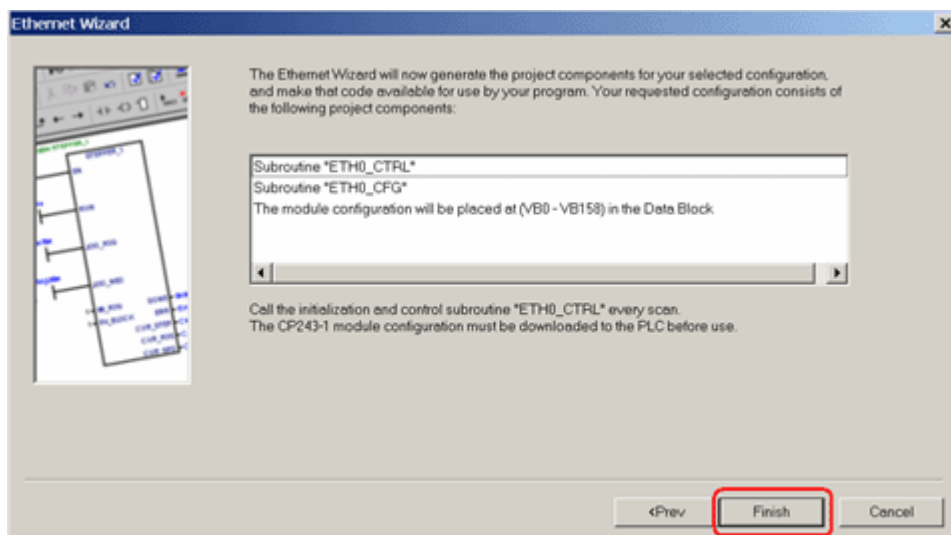 Ethernet Wizard
The Ethernet Wizard will now generate the project components for your selected configuration,
and make that code available for use by your program. Your requested configuration consists of
the following project components:
Subroutine "ETH0_CTRL"
Subroutine "ETH0_CFG"
The module configuration will be placed at (VB0 - VB158) in the Data Block
Call the initialization and control subroutine "ETH0_CTRL" every scan.
The CP243-1 module configuration must be downloaded to the PLC before use.
EN
RUN
<Prev
Finish
Cancel